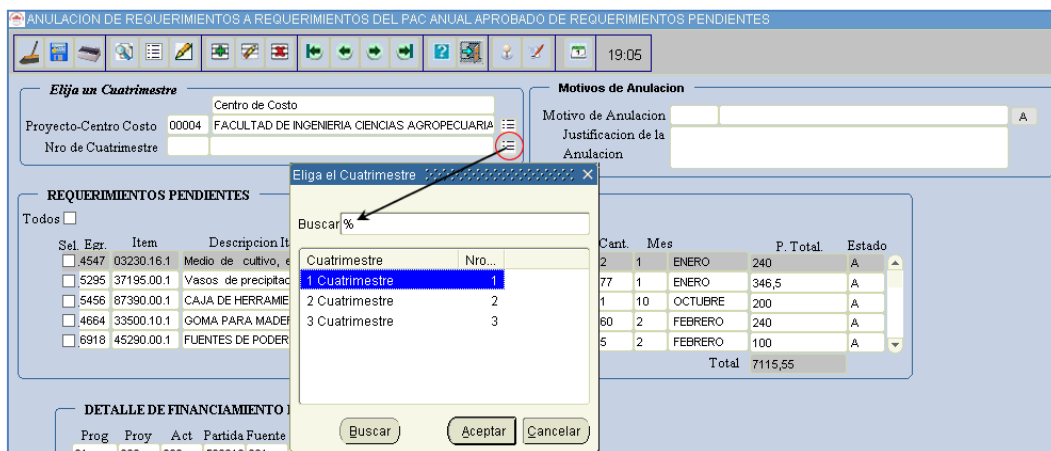 ANULACION DE REQUERIMIENTOS A REQUERIMIENTOS DEL PAC ANUAL APROBADO DE REQUERIMIENTOS PENDIENTES
19:05
Elija un Cuatrimestre
Centro de Costo
Proyecto-Centro Costo 00004 FACULTAD DE INGENIERIA CIENCIAS AGROPECUARIA
Nro de Cuatrimestre
Motivos de Anulacion
Motivo de Anulacion A
Justificacion de la
Anulacion
Eliga el Cuatrimestre
Buscar %
Cuatrimestre Nro...
1 Cuatrimestre 1
2 Cuatrimestre 2
3 Cuatrimestre 3
Buscar Aceptar Cancelar
REQUERIMIENTOS PENDIENTES
Todos
Sel. Egr. Item Descripcion It Cant. Mes P. Total. Estado
4547 03230.16.1 Medio de cultivo, e 2 1 ENERO 240 A
5295 37195.00.1 Vasos de precipitac 77 1 ENERO 346,5 A
5456 87390.00.1 CAJA DE HERRAMIE 1 10 OCTUBRE 200 A
4664 33500.10.1 GOMA PARA MADER 60 2 FEBRERO 240 A
6918 45290.00.1 FUENTES DE PODER 5 2 FEBRERO 100 A
Total 7115,55
DETALLE DE FINANCIAMIENTO
Prog Proy Act Partida Fuente